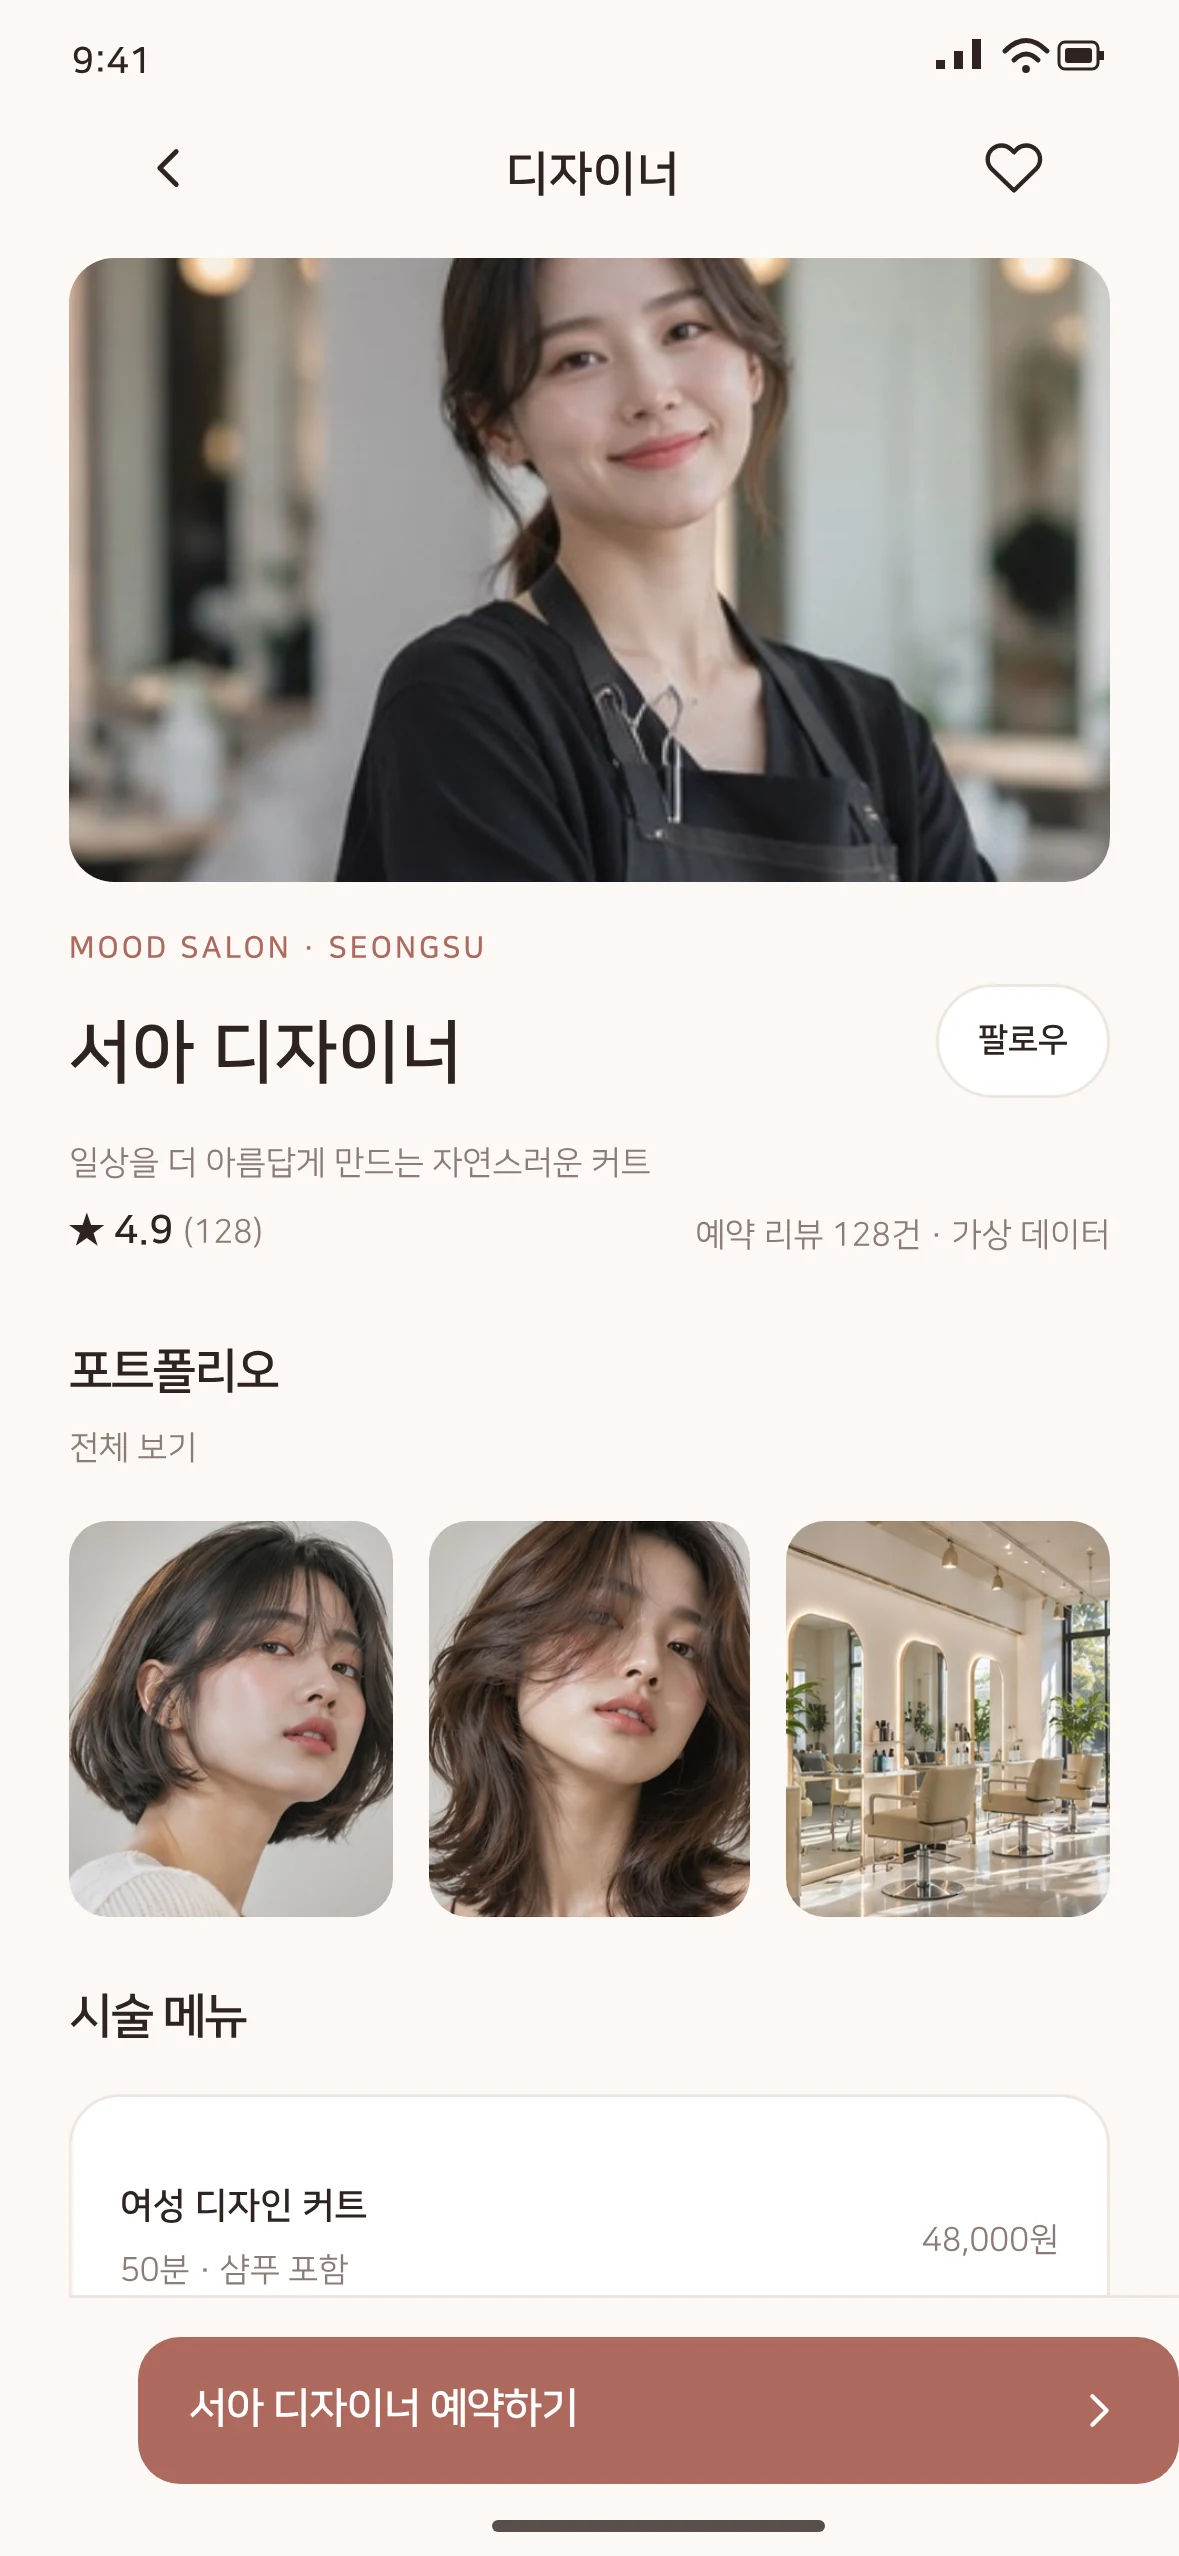 9:41
디자이너
MOOD SALON · SEONGSU
서아 디자이너
팔로우
일상을 더 아름답게 만드는 자연스러운 커트
★ 4.9 (128)
예약 리뷰 128건 · 가상 데이터
포트폴리오
전체 보기
시술 메뉴
여성 디자인 커트
48,000원
50분 · 샴푸 포함
서아 디자이너 예약하기